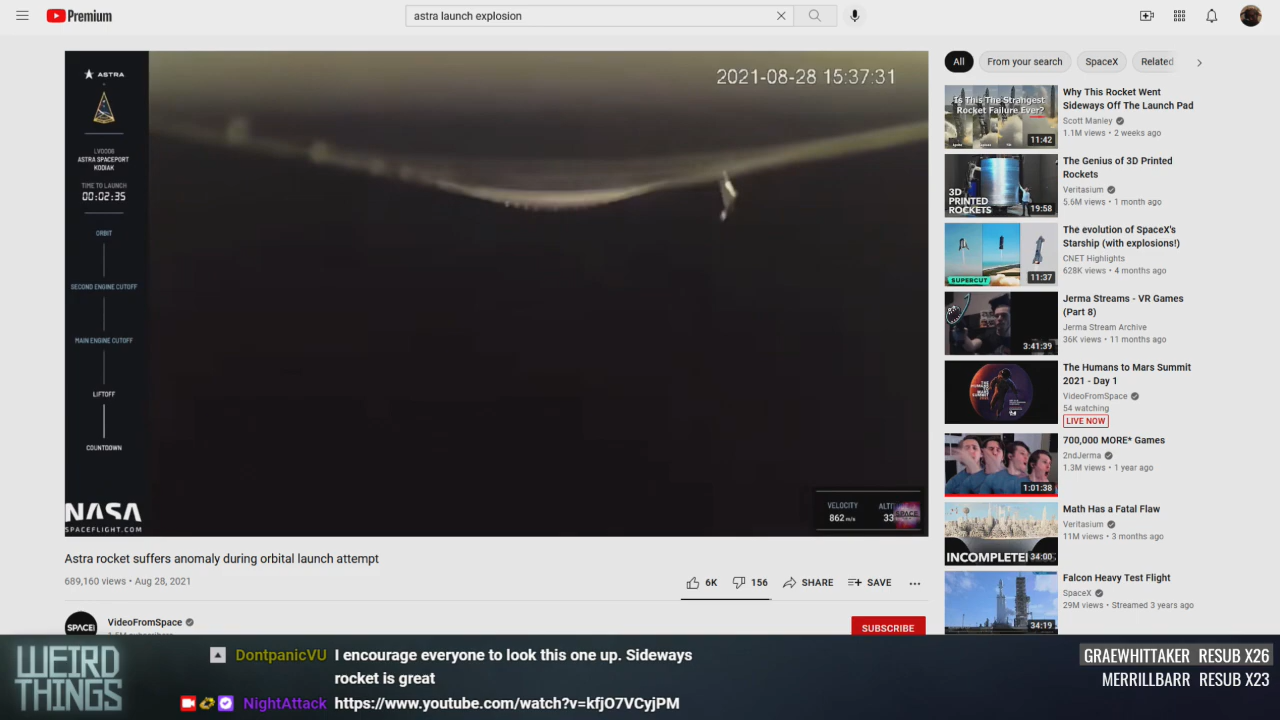 Premium
astra launch explosion
ASTRA
LV0006
ASTRA SPACEPORT
KODIAK
TIME TO LAUNCH
00:02:35
ORBIT
SECOND ENGINE CUTOFF
MAIN ENGINE CUTOFF
LIFTOFF
COUNTDOWN
NASA
SPACEFLIGHT.COM
2021-08-28 15:37:31
VELOCITY
862 m/s
SPACE
Astra rocket suffers anomaly during orbital launch attempt
689,160 views • Aug 28, 2021
6K
156
SHARE
SAVE
SPACE
VideoFromSpace
SUBSCRIBE
All
From your search
SpaceX
Related
Is This The Strangest
Rocket Failure Ever?
11:42
Why This Rocket Went
Sideways Off The Launch Pad
Scott Manley
1.1M views • 2 weeks ago
3D
PRINTED
ROCKETS
19:58
The Genius of 3D Printed
Rockets
Veritasium
5.6M views • 1 month ago
SUPERCUT
11:37
The evolution of SpaceX's
Starship (with explosions!)
CNET Highlights
628K views • 4 months ago
3:41:39
Jerma Streams - VR Games
(Part 8)
Jerma Stream Archive
36K views • 11 months ago
The Humans to Mars Summit
2021 - Day 1
VideoFromSpace
54 watching
LIVE NOW
1:01:38
700,000 MORE* Games
2ndJerma
1.3M views • 1 year ago
INCOMPLETE
34:00
Math Has a Fatal Flaw
Veritasium
11M views • 3 months ago
34:19
Falcon Heavy Test Flight
SpaceX
29M views • Streamed 3 years ago
WEIRD
THINGS
DontpanicVU I encourage everyone to look this one up. Sideways
rocket is great
NightAttack https://www.youtube.com/watch?v=kfjO7VCyjPM
GRAEWHITTAKER RESUB X26
MERRILLBARR RESUB X23